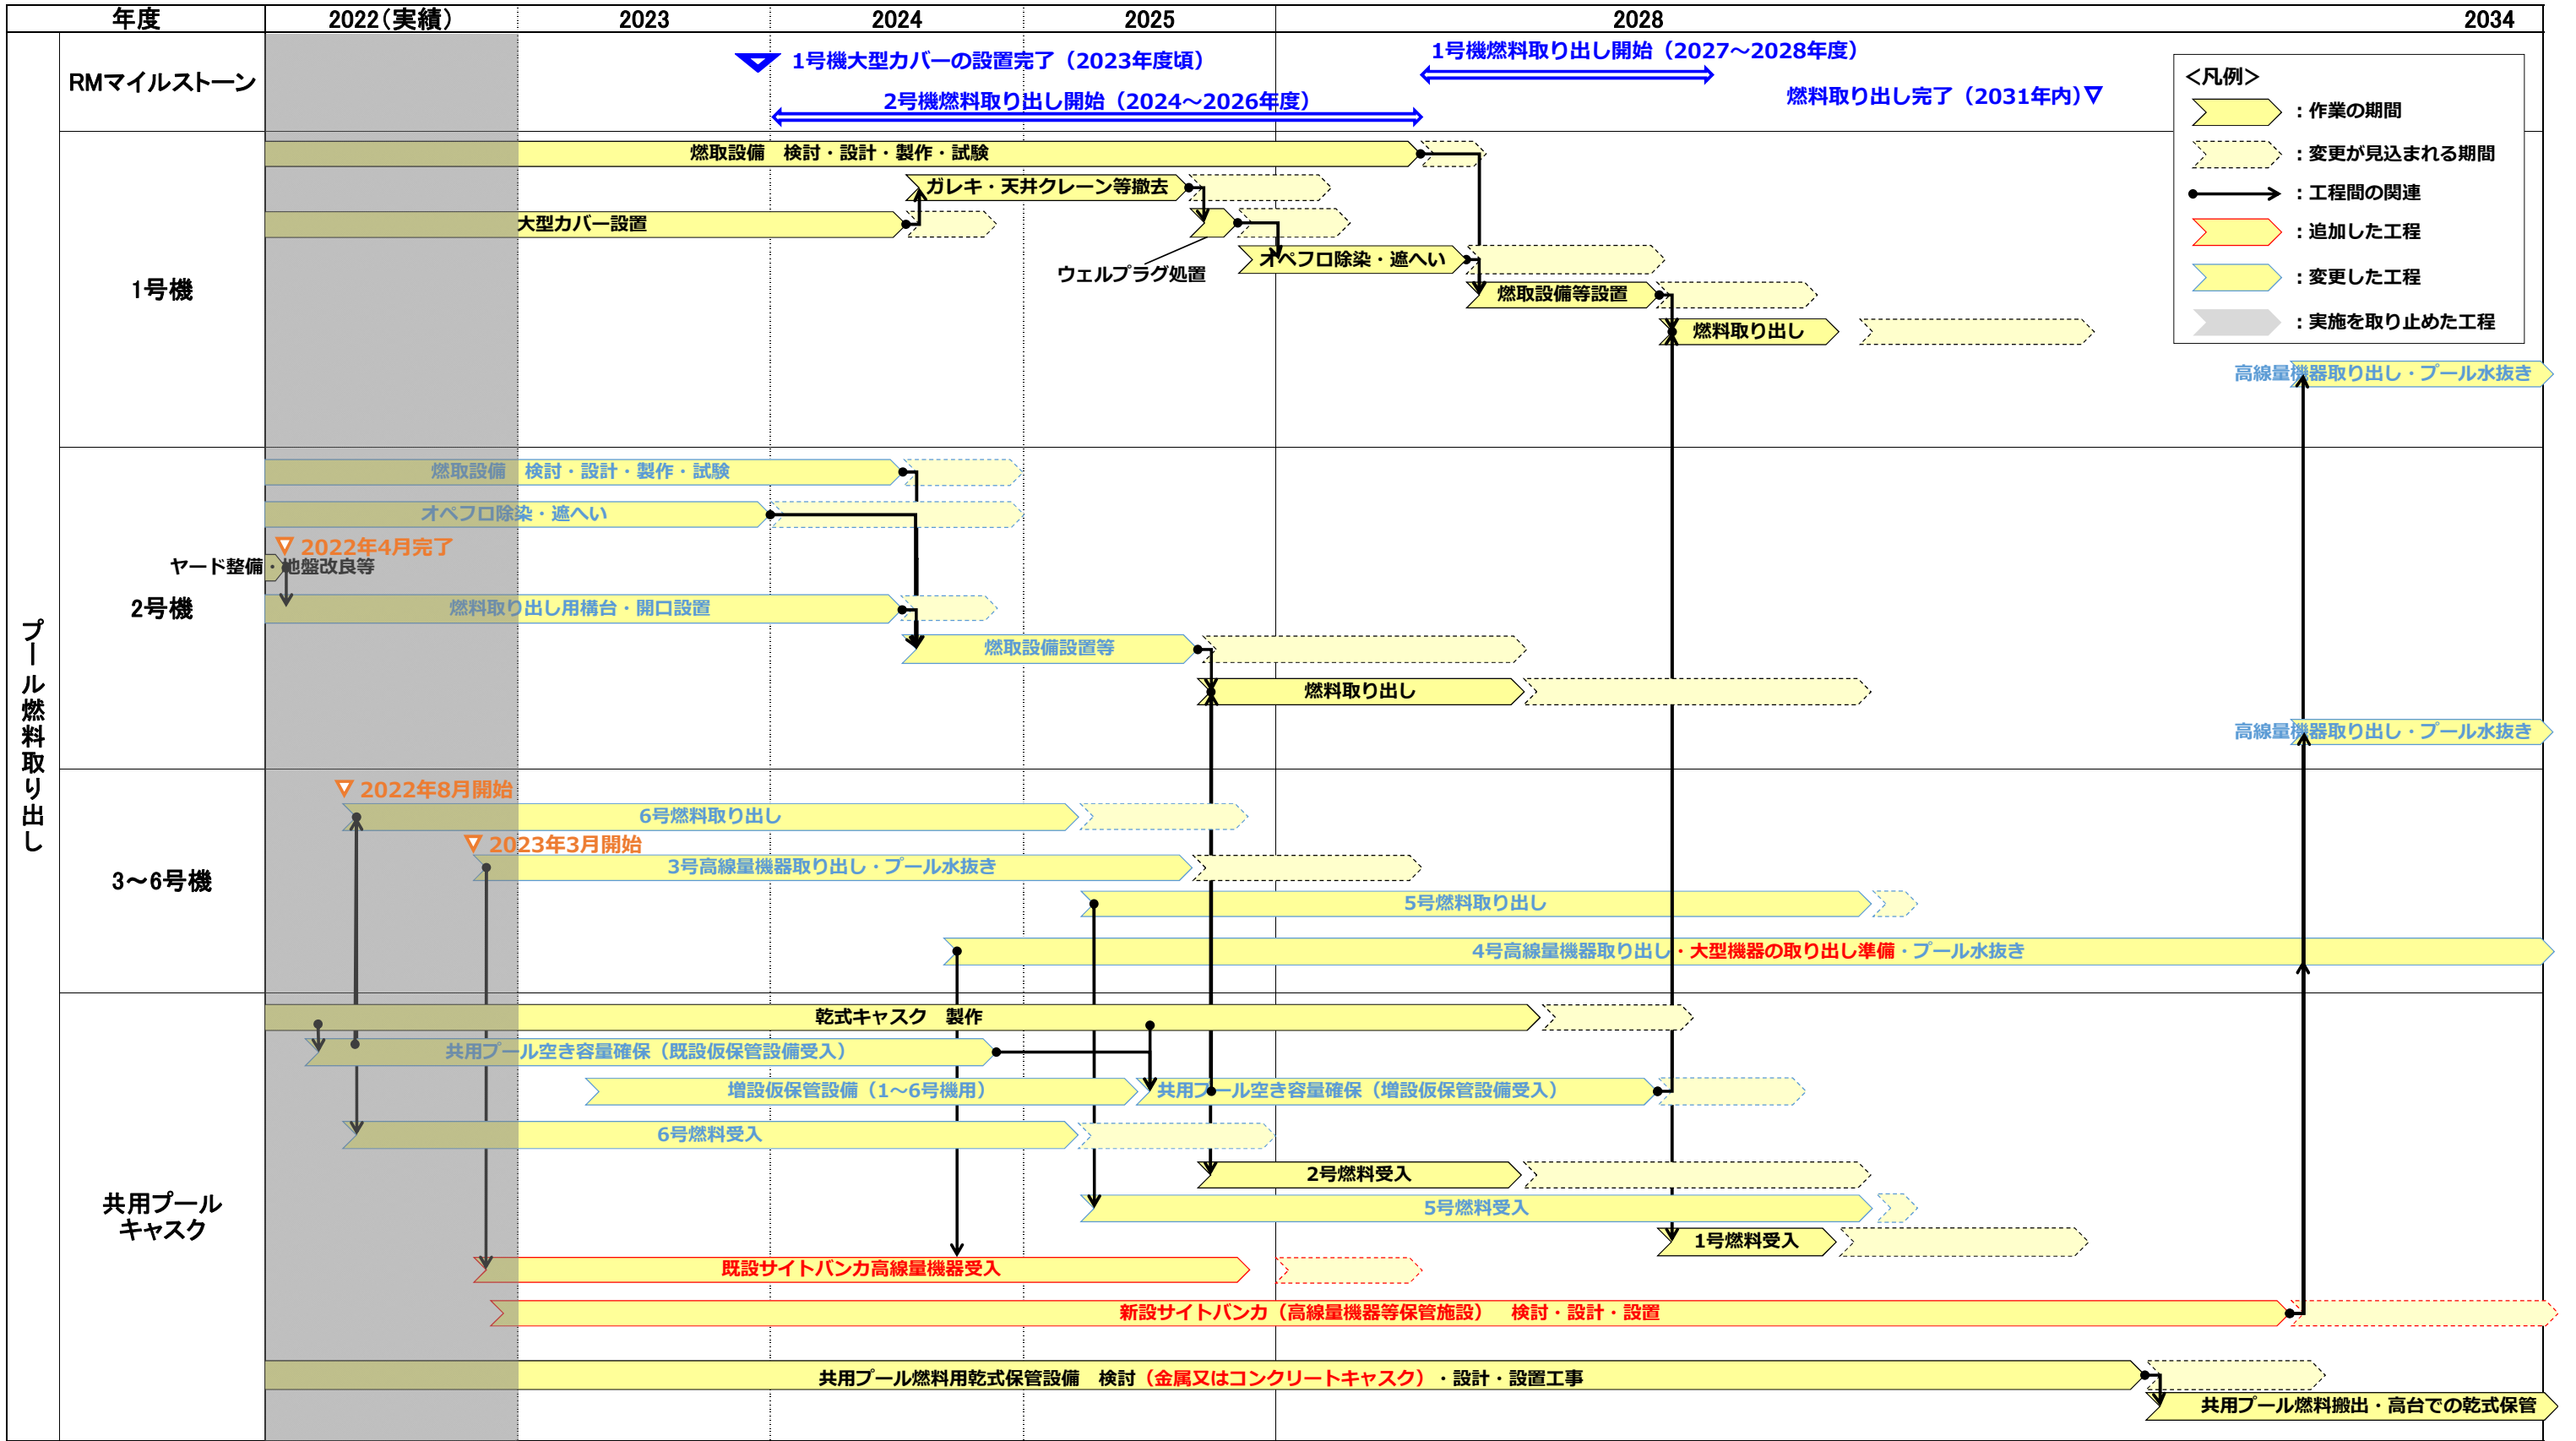 年度
2022（実績）
2023
2024
2025
2028
2034
プール燃料取り出し
RMマイルストーン
1号機大型カバーの設置完了（2023年度頃）
2号機燃料取り出し開始（2024～2026年度）
1号機燃料取り出し開始（2027～2028年度）
燃料取り出し完了（2031年内）
＜凡例＞
：作業の期間
：変更が見込まれる期間
：工程間の関連
：追加した工程
：変更した工程
：実施を取り止めた工程
1号機
燃取設備　検討・設計・製作・試験
ガレキ・天井クレーン等撤去
大型カバー設置
ウェルプラグ処置
オペフロ除染・遮へい
燃取設備等設置
燃料取り出し
高線量機器取り出し・プール水抜き
2号機
燃取設備　検討・設計・製作・試験
オペフロ除染・遮へい
2022年4月完了
ヤード整備・地盤改良等
燃料取り出し用構台・開口設置
燃取設備設置等
燃料取り出し
高線量機器取り出し・プール水抜き
3～6号機
2022年8月開始
6号燃料取り出し
2023年3月開始
3号高線量機器取り出し・プール水抜き
5号燃料取り出し
4号高線量機器取り出し・大型機器の取り出し準備・プール水抜き
共用プール
キャスク
乾式キャスク　製作
共用プール空き容量確保（既設仮保管設備受入）
増設仮保管設備（1～6号機用）
共用プール空き容量確保（増設仮保管設備受入）
6号燃料受入
2号燃料受入
5号燃料受入
1号燃料受入
既設サイトバンカ高線量機器受入
新設サイトバンカ（高線量機器等保管施設）　検討・設計・設置
共用プール燃料用乾式保管設備　検討（金属又はコンクリートキャスク）・設計・設置工事
共用プール燃料搬出・高台での乾式保管